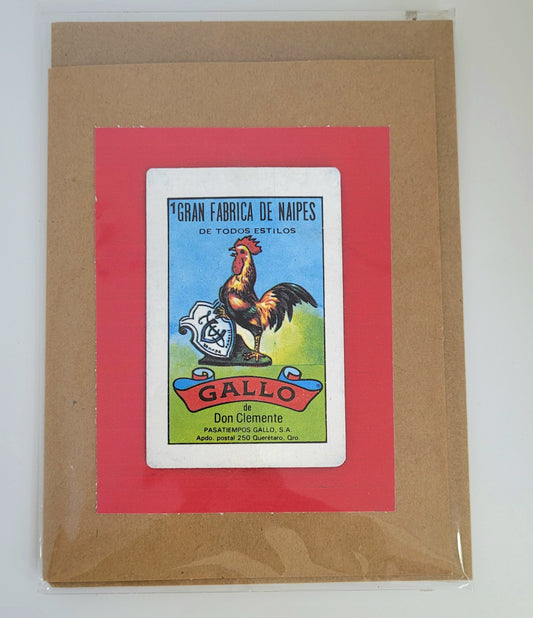 1 GRAN FABRICA DE NAIPES
DE TODOS ESTILOS
GALLO
de
Don Clemente
PASATIEMPOS GALLO, S.A.
Apdo. postal 250 Querétaro, Qro.